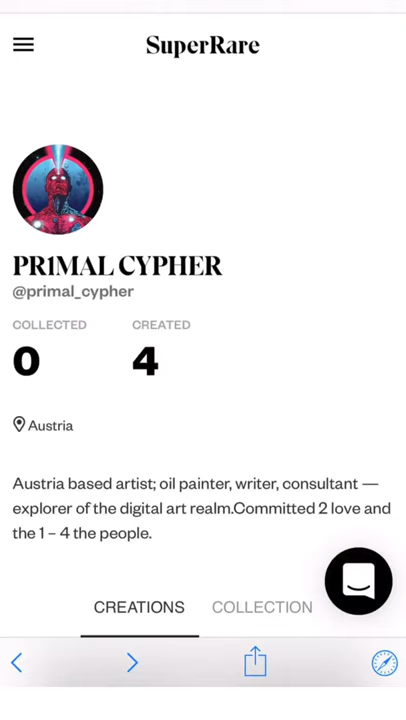 SuperRare
PR1MAL CYPHER
@primal_cypher
COLLECTED CREATED
0 4
Austria
Austria based artist; oil painter, writer, consultant —
explorer of the digital art realm.Committed 2 love and
the 1 – 4 the people.
CREATIONS COLLECTION